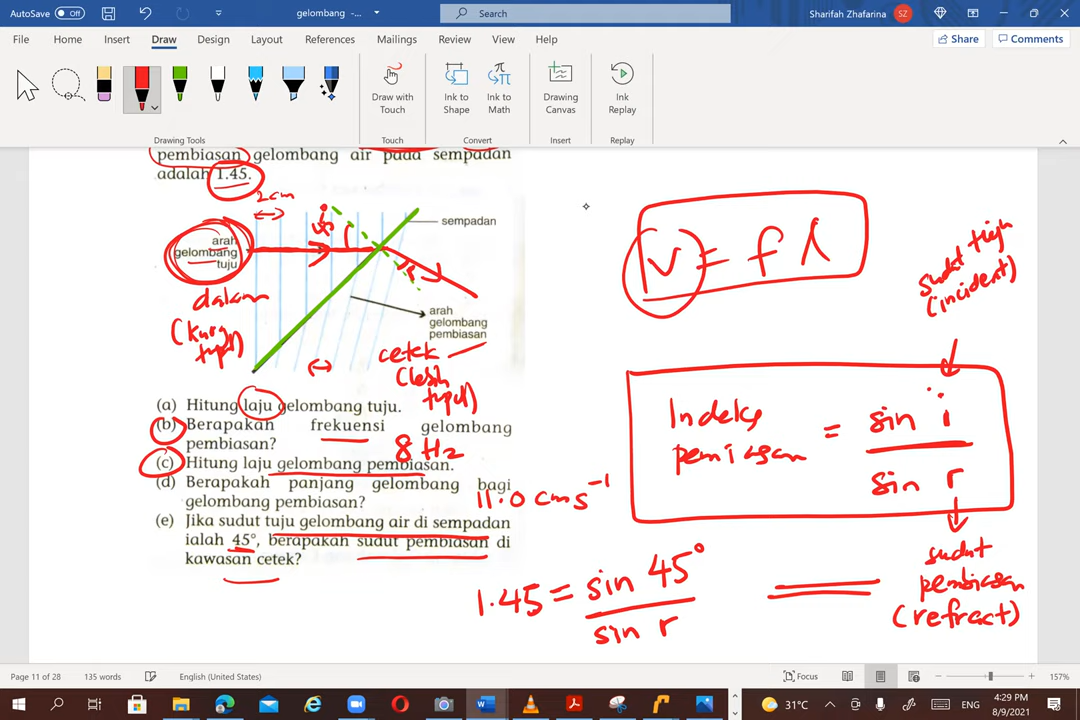 AutoSave Off
gelombang -...
Search
Sharifah Zhafarina SZ
File Home Insert Draw Design Layout References Mailings Review View Help
Share Comments
Draw with Touch
Ink to Shape
Ink to Math
Drawing Canvas
Ink Replay
Drawing Tools Touch Convert Insert Replay
pembiasan gelombang air pada sempadan
adalah 1.45.
2cm
sempadan
arah
gelombang
tuju
i
r
dalam
(kurg
tupt)
arah
gelombang
pembiasan
cetek
(lebih
tupt)
V = f λ
sudut
(incident)
Indeks
pembiasan
= sin i
sin r
sudut
pembiasan
(refract)
(a) Hitung laju gelombang tuju.
(b) Berapakah frekuensi gelombang
pembiasan?
8 Hz
(c) Hitung laju gelombang pembiasan.
(d) Berapakah panjang gelombang bagi
gelombang pembiasan?
11.0 cms⁻¹
(e) Jika sudut tuju gelombang air di sempadan
ialah 45°, berapakah sudut pembiasan di
kawasan cetek?
1.45 = sin 45°
sin r
Page 11 of 28 135 words English (United States) Focus 157%
31°C ENG 4:29 PM
8/9/2021